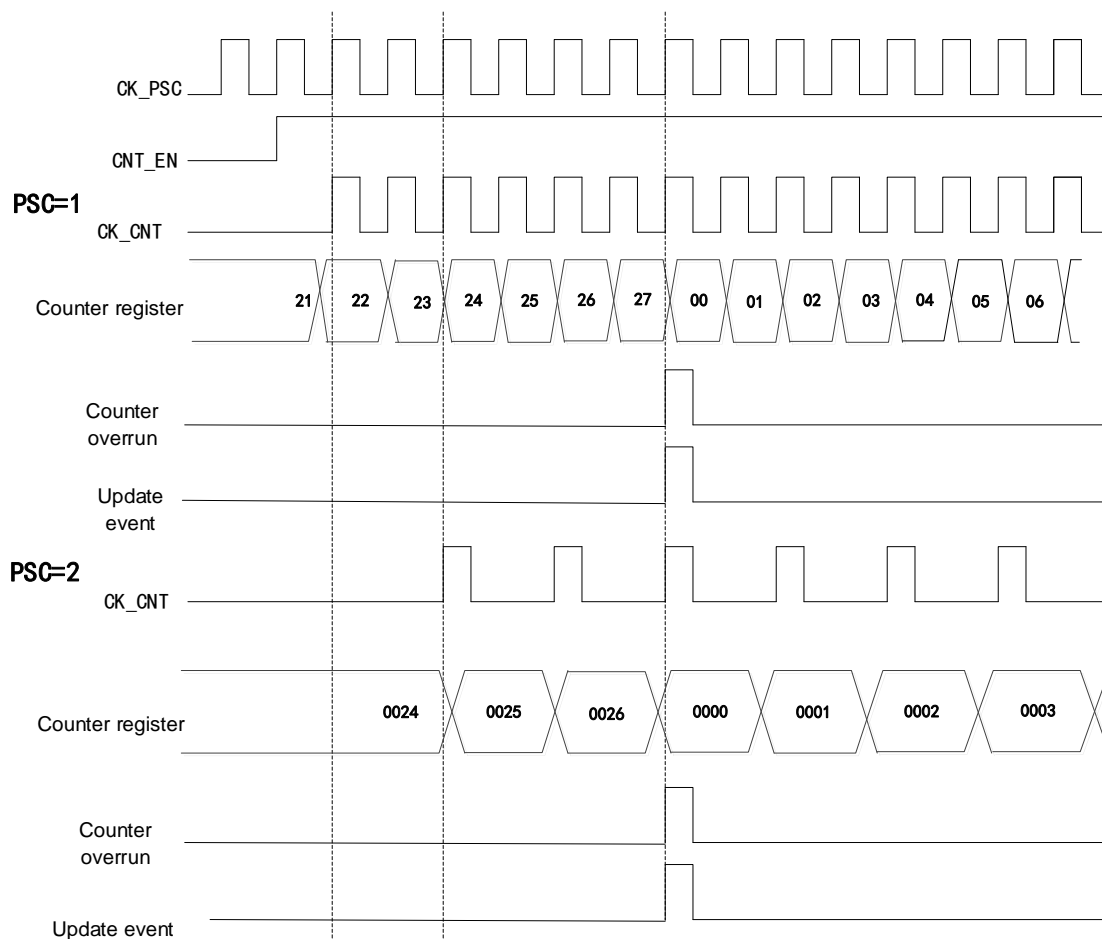 CK_PSC
CNT_EN
PSC=1
CK_CNT
Counter register
21 22 23 24 25 26 27 00 01 02 03 04 05 06
Counter
overrun
Update
event
PSC=2
CK_CNT
Counter register
0024 0025 0026 0000 0001 0002 0003
Counter
overrun
Update event